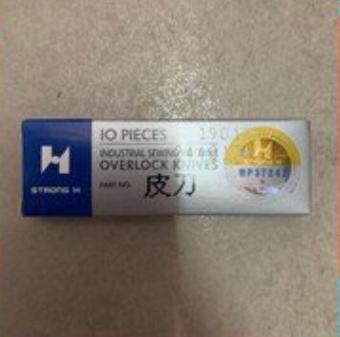 10 PIECES
INDUSTRIAL SEWING
OVERLOCK KNIVES
STRONG H
PART NO.
皮刀